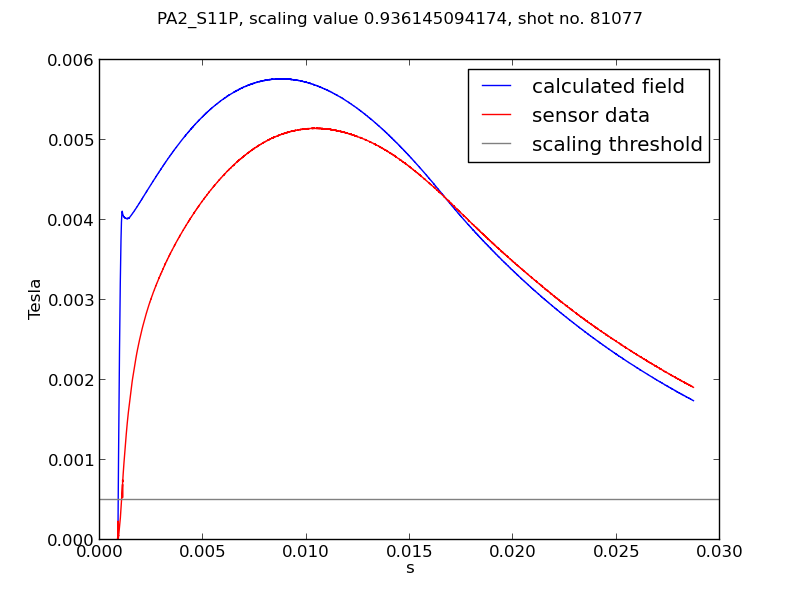 PA2_S11P, scaling value 0.936145094174, shot no. 81077
0.006
0.005
0.004
0.003
0.002
0.001
0.000
Tesla
calculated field
sensor data
scaling threshold
0.000 0.005 0.010 0.015 0.020 0.025 0.030
s